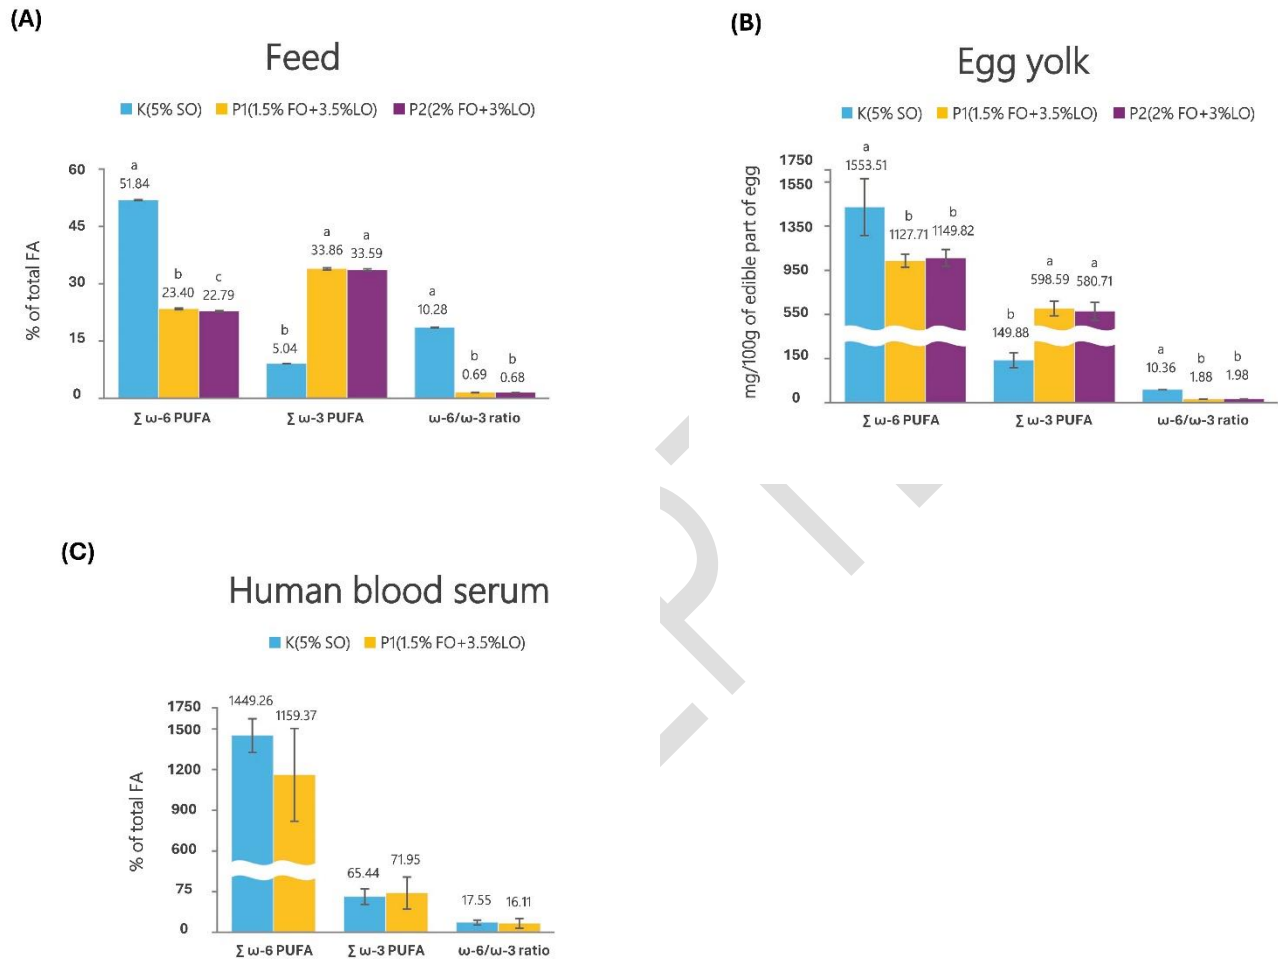 (A)
Feed
K(5% SO) P1(1.5% FO+3.5%LO) P2(2% FO+3%LO)
% of total FA
60
45
30
15
0
a
51.84
b
23.40
c
22.79
b
5.04
a
33.86
a
33.59
a
10.28
b
0.69
b
0.68
∑ ω-6 PUFA
∑ ω-3 PUFA
ω-6/ω-3 ratio
(B)
Egg yolk
K(5% SO) P1(1.5% FO+3.5%LO) P2(2% FO+3%LO)
mg/100g of edible part of egg
1750
1550
1350
950
550
150
0
a
1553.51
b
1127.71
b
1149.82
b
149.88
a
598.59
a
580.71
a
10.36
b
1.88
b
1.98
∑ ω-6 PUFA
∑ ω-3 PUFA
ω-6/ω-3 ratio
(C)
Human blood serum
K(5% SO) P1(1.5% FO+3.5%LO)
% of total FA
1750
1500
1200
900
600
75
0
1449.26
1159.37
65.44
71.95
17.55
16.11
∑ ω-6 PUFA
∑ ω-3 PUFA
ω-6/ω-3 ratio